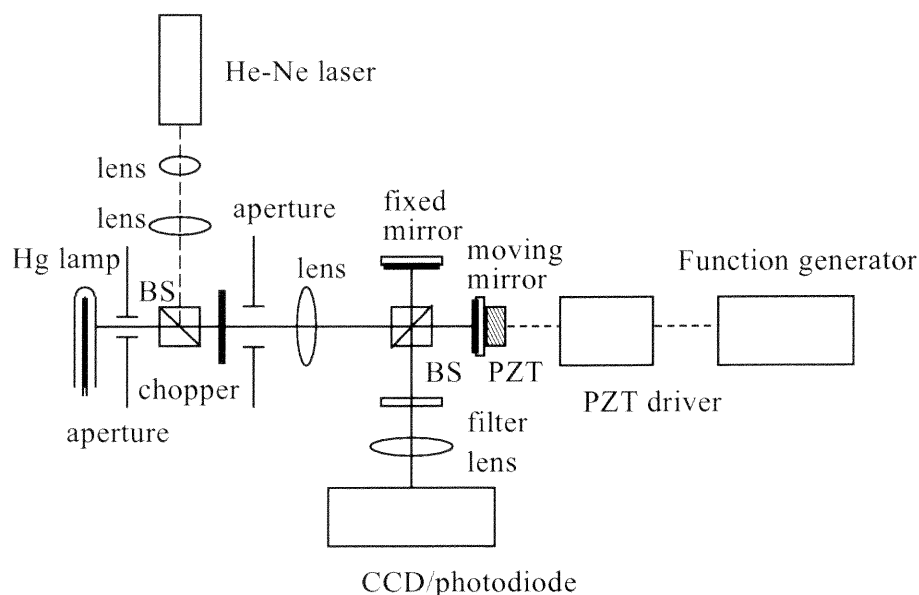 He-Ne laser
lens
lens
aperture
fixed
mirror
moving
mirror
Function generator
Hg lamp
BS
lens
chopper
aperture
BS
PZT
PZT driver
filter
lens
CCD/photodiode